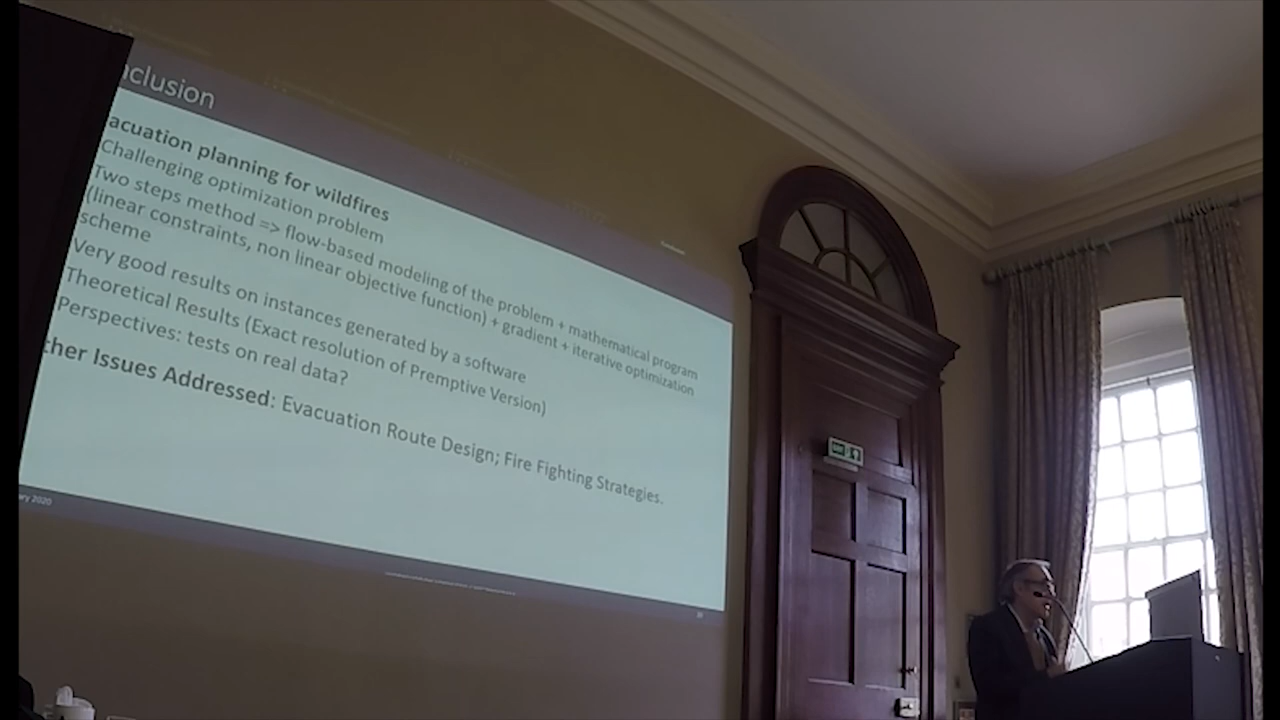 nclusion
acuation planning for wildfires
Challenging optimization problem
Two steps method => flow-based modeling of the problem + mathematical program
(linear constraints, non linear objective function) + gradient + iterative optimization
scheme
Very good results on instances generated by a software
Theoretical Results (Exact resolution of Premptive Version)
Perspectives: tests on real data?
ther Issues Addressed: Evacuation Route Design; Fire Fighting Strategies.
ry 2020